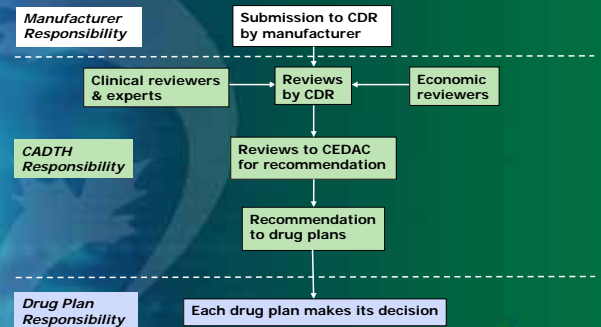 Manufacturer
Responsibility
Submission to CDR
by manufacturer
Clinical reviewers
& experts
Reviews
by CDR
Economic
reviewers
CADTH
Responsibility
Reviews to CEDAC
for recommendation
Recommendation
to drug plans
Drug Plan
Responsibility
Each drug plan makes its decision